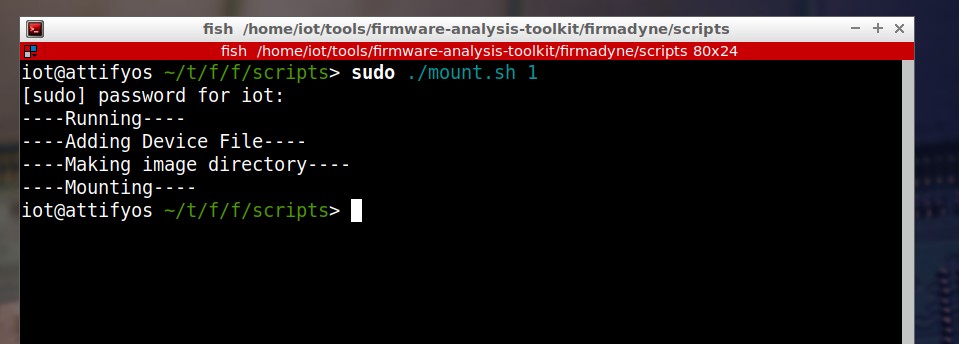 fish /home/iot/tools/firmware-analysis-toolkit/firmadyne/scripts
fish /home/iot/tools/firmware-analysis-toolkit/firmadyne/scripts 80x24
iot@attifyos ~/t/f/f/scripts> sudo ./mount.sh 1
[sudo] password for iot:
----Running----
----Adding Device File----
----Making image directory----
----Mounting----
iot@attifyos ~/t/f/f/scripts>